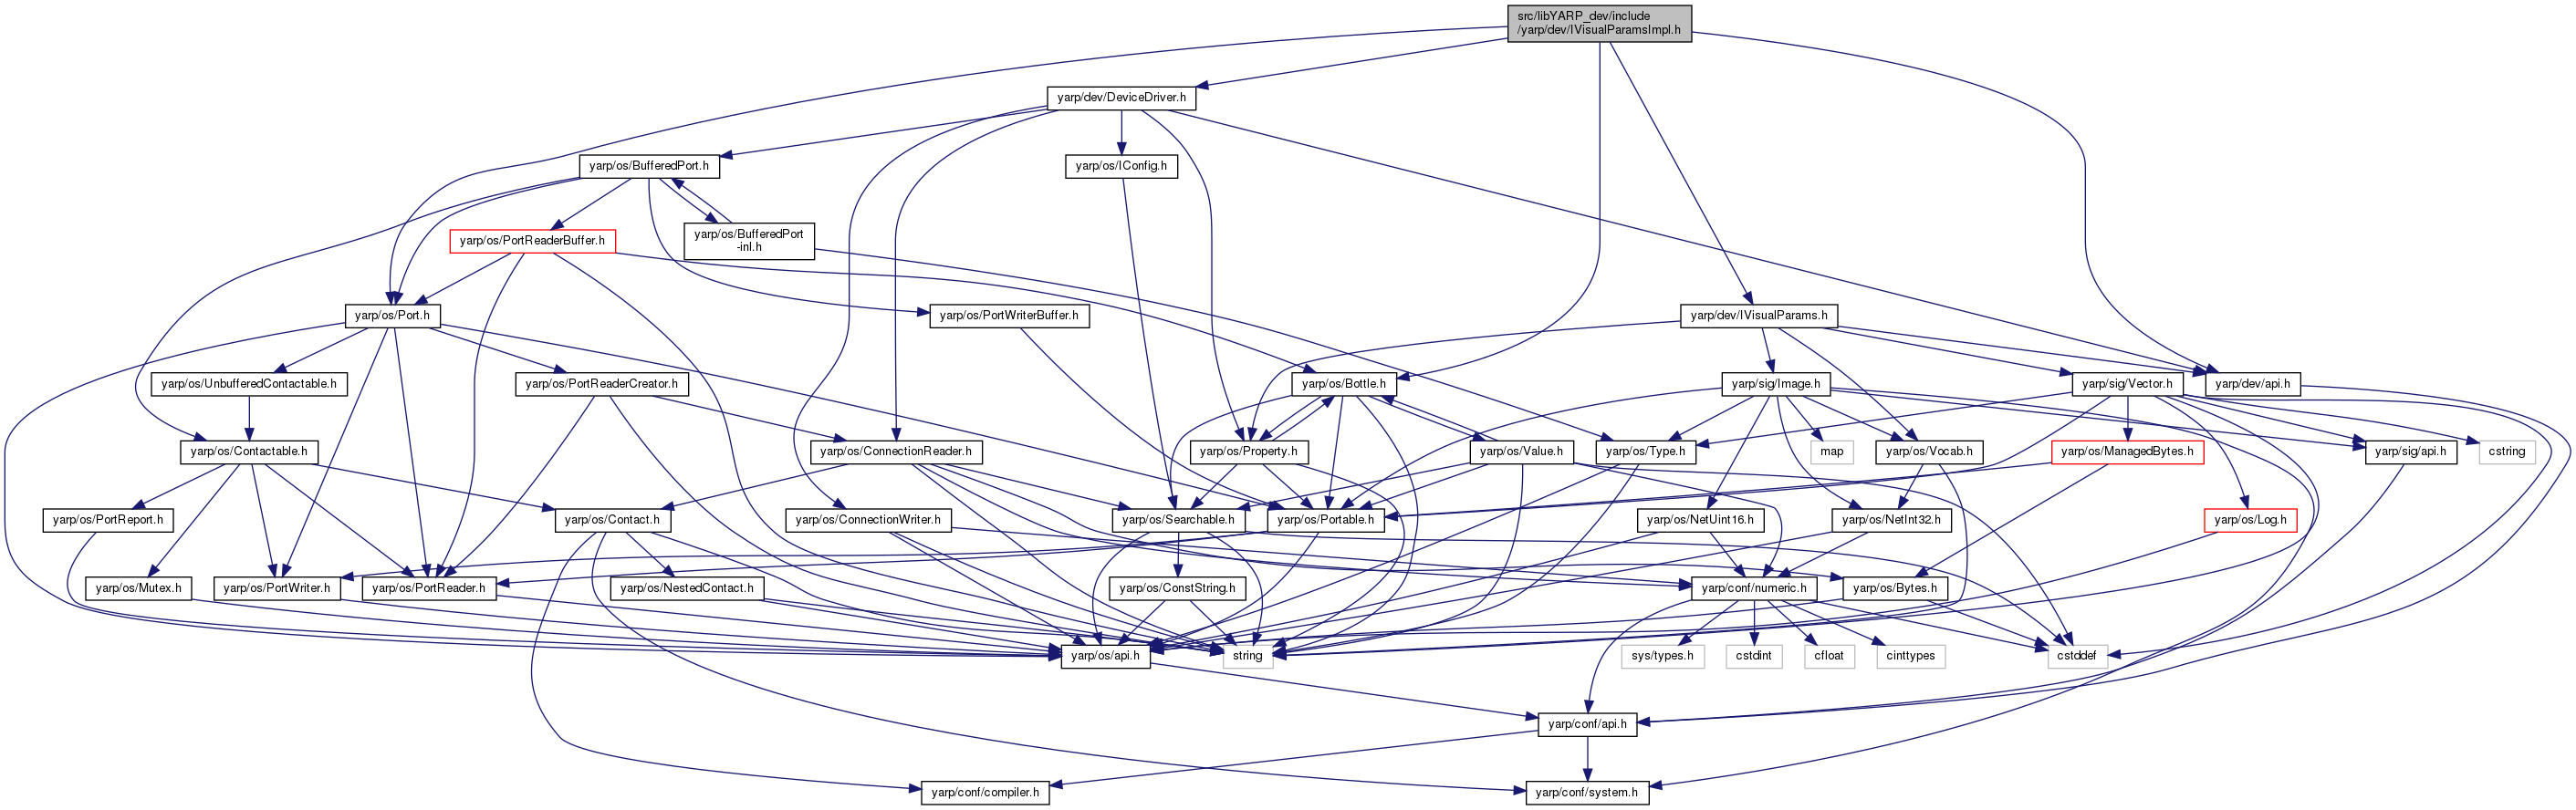 src/libYARP_dev/include
/yarp/dev/IVisualParamsImpl.h
yarp/dev/DeviceDriver.h
yarp/os/BufferedPort.h
yarp/os/IConfig.h
yarp/os/PortReaderBuffer.h
yarp/os/BufferedPort
-inl.h
yarp/os/Port.h
yarp/os/PortWriterBuffer.h
yarp/dev/IVisualParams.h
yarp/os/UnbufferedContactable.h
yarp/os/PortReaderCreator.h
yarp/os/Bottle.h
yarp/sig/Image.h
yarp/sig/Vector.h
yarp/dev/api.h
yarp/os/Contactable.h
yarp/os/ConnectionReader.h
yarp/os/Property.h
yarp/os/Value.h
yarp/os/Type.h
map
yarp/os/Vocab.h
yarp/os/ManagedBytes.h
yarp/sig/api.h
cstring
yarp/os/PortReport.h
yarp/os/Contact.h
yarp/os/ConnectionWriter.h
yarp/os/Searchable.h
yarp/os/Portable.h
yarp/os/NetUint16.h
yarp/os/NetInt32.h
yarp/os/Log.h
yarp/os/Mutex.h
yarp/os/PortWriter.h
yarp/os/PortReader.h
yarp/os/NestedContact.h
yarp/os/ConstString.h
yarp/conf/numeric.h
yarp/os/Bytes.h
yarp/os/api.h
string
sys/types.h
cstdint
cfloat
cinttypes
cstddef
yarp/conf/api.h
yarp/conf/compiler.h
yarp/conf/system.h